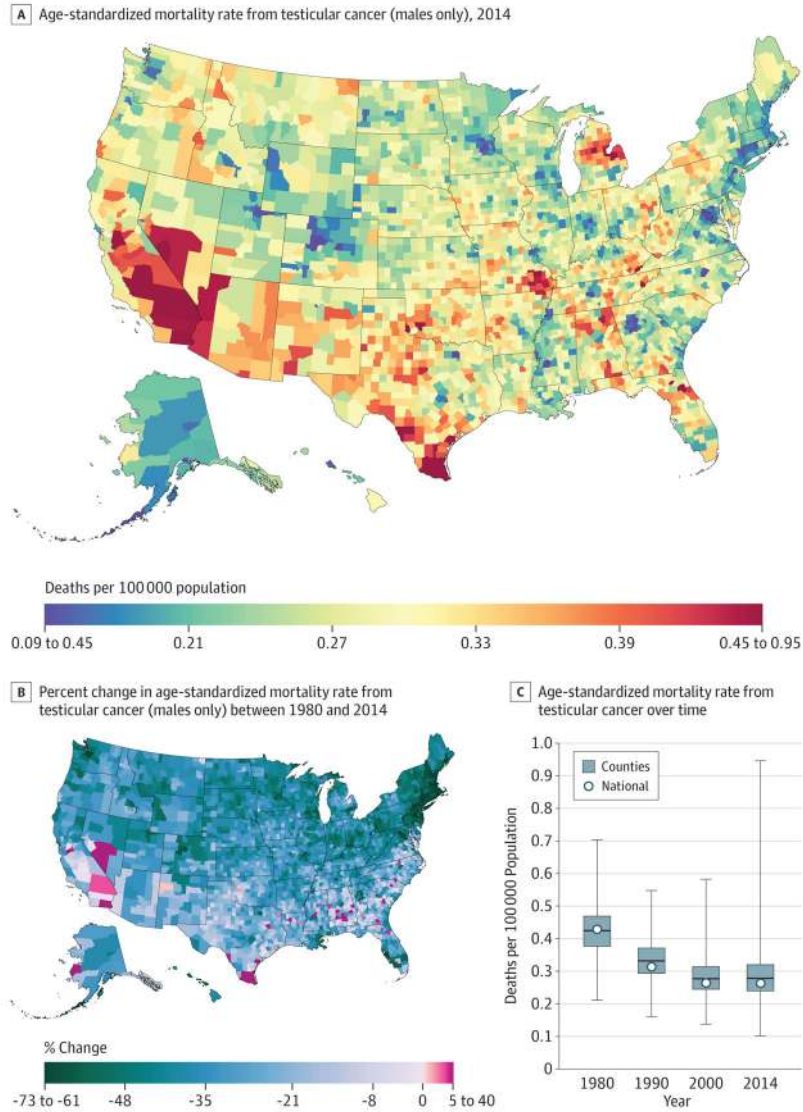 A Age-standardized mortality rate from testicular cancer (males only), 2014
Deaths per 100 000 population
0.09 to 0.45 0.21 0.27 0.33 0.39 0.45 to 0.95
B Percent change in age-standardized mortality rate from
testicular cancer (males only) between 1980 and 2014
% Change
-73 to -61 -48 -35 -21 -8 0 5 to 40
C Age-standardized mortality rate from
testicular cancer over time
Counties
National
Deaths per 100 000 Population
1.0
0.9
0.8
0.7
0.6
0.5
0.4
0.3
0.2
0.1
0
1980 1990 2000 2014
Year